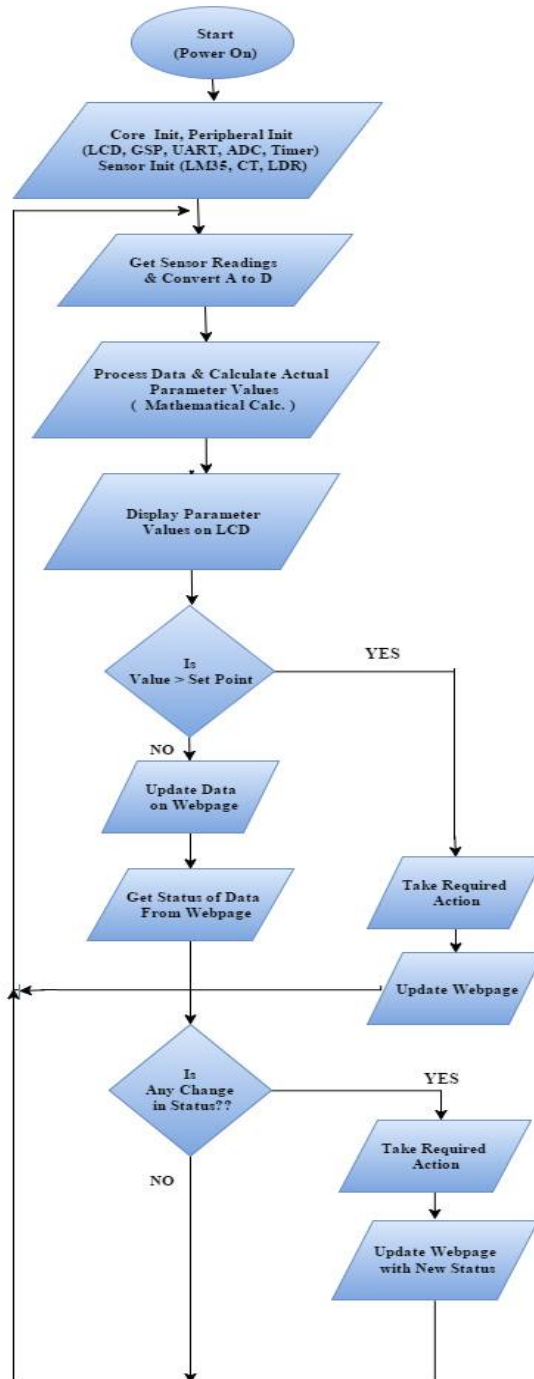 Start
(Power On)
Core Init, Peripheral Init
(LCD, GSP, UART, ADC, Timer)
Sensor Init (LM35, CT, LDR)
Get Sensor Readings
& Convert A to D
Process Data & Calculate Actual
Parameter Values
( Mathematical Calc. )
Display Parameter
Values on LCD
Is
Value > Set Point
YES
NO
Update Data
on Webpage
Get Status of Data
From Webpage
Take Required
Action
Update Webpage
Is
Any Change
in Status??
YES
NO
Take Required
Action
Update Webpage
with New Status